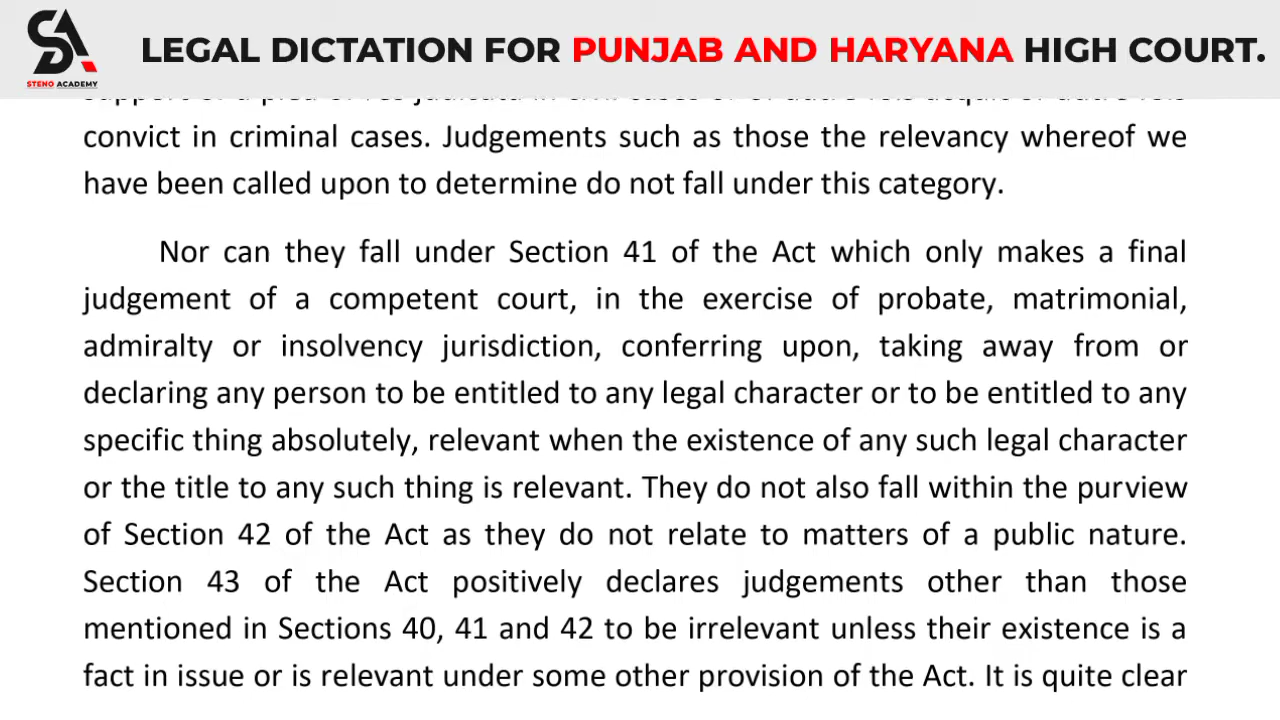 SA
STENO ACADEMY
LEGAL DICTATION FOR PUNJAB AND HARYANA HIGH COURT.
convict in criminal cases. Judgements such as those the relevancy whereof we
have been called upon to determine do not fall under this category.
Nor can they fall under Section 41 of the Act which only makes a final
judgement of a competent court, in the exercise of probate, matrimonial,
admiralty or insolvency jurisdiction, conferring upon, taking away from or
declaring any person to be entitled to any legal character or to be entitled to any
specific thing absolutely, relevant when the existence of any such legal character
or the title to any such thing is relevant. They do not also fall within the purview
of Section 42 of the Act as they do not relate to matters of a public nature.
Section 43 of the Act positively declares judgements other than those
mentioned in Sections 40, 41 and 42 to be irrelevant unless their existence is a
fact in issue or is relevant under some other provision of the Act. It is quite clear